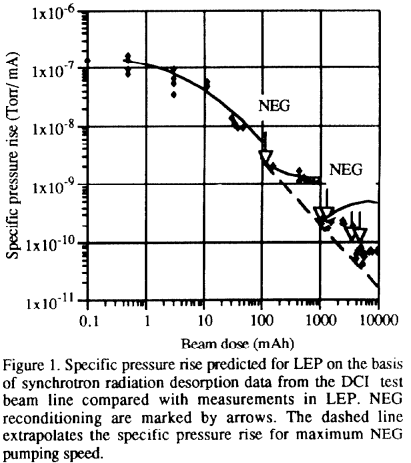 1x10-6
1x10-7
1x10-8
1x10-9
1x10-10
1x10-11
Specific pressure rise (Torr/ mA)
NEG
NEG
0.1 1 10 100 1000 10000
Beam dose (mAh)
Figure 1. Specific pressure rise predicted for LEP on the basis
of synchrotron radiation desorption data from the DCI test
beam line compared with measurements in LEP. NEG
reconditioning are marked by arrows. The dashed line
extrapolates the specific pressure rise for maximum NEG
pumping speed.